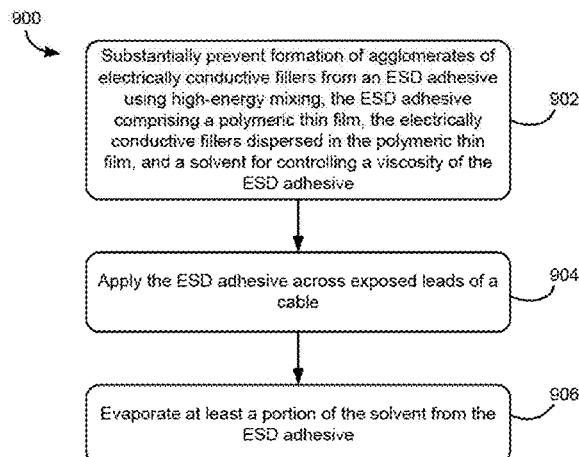 900
Substantially prevent formation of agglomerates of
electrically conductive fillers from an ESD adhesive
using high-energy mixing, the ESD adhesive
comprising a polymeric thin film, the electrically
conductive fillers dispersed in the polymeric thin
film, and a solvent for controlling a viscosity of the
ESD adhesive
902
Apply the ESD adhesive across exposed leads of a
cable
904
Evaporate at least a portion of the solvent from the
ESD adhesive
906